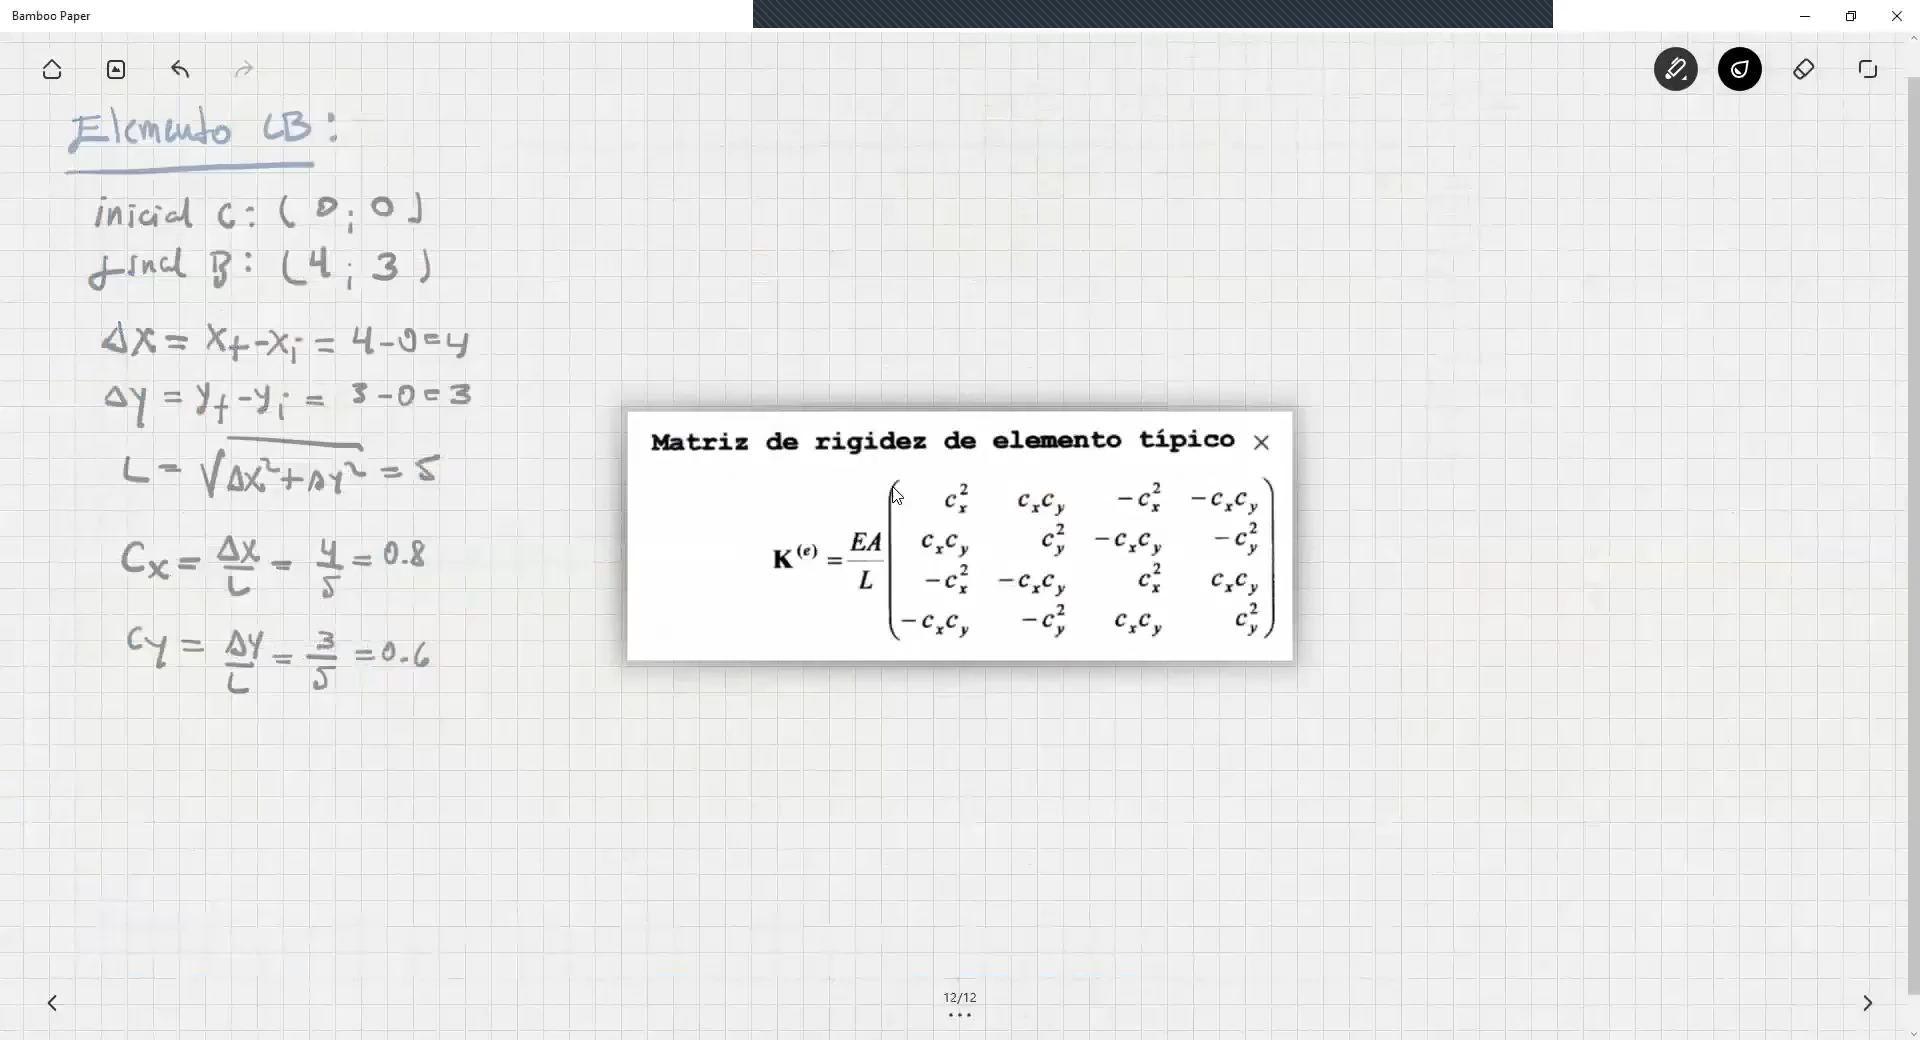 Bamboo Paper
Elemento CB:
inicial C: (0; 0)
final B: (4; 3)
Δx = xf-xi = 4-0=4
Δy = yf-yi = 3-0=3
L = √Δx²+Δy² = 5
Cx = Δx/L = 4/5 = 0.8
Cy = Δy/L = 3/5 = 0.6
Matriz de rigidez de elemento típico
K(e) = EA/L
cx² cxcy -cx² -cxcy
cxcy cy² -cxcy -cy²
-cx² -cxcy cx² cxcy
-cxcy -cy² cxcy cy²
12/12